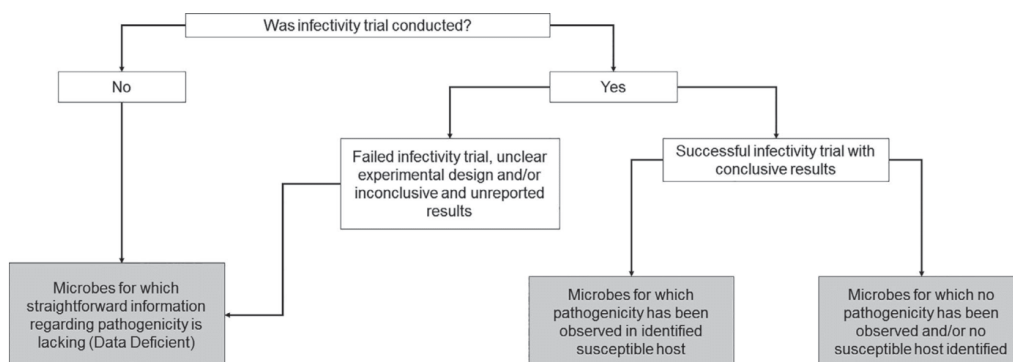 Was infectivity trial conducted?
No
Yes
Failed infectivity trial, unclear
experimental design and/or
inconclusive and unreported
results
Successful infectivity trial with
conclusive results
Microbes for which
straightforward information
regarding pathogenicity is
lacking (Data Deficient)
Microbes for which
pathogenicity has been
observed in identified
susceptible host
Microbes for which no
pathogenicity has been
observed and/or no
susceptible host identified